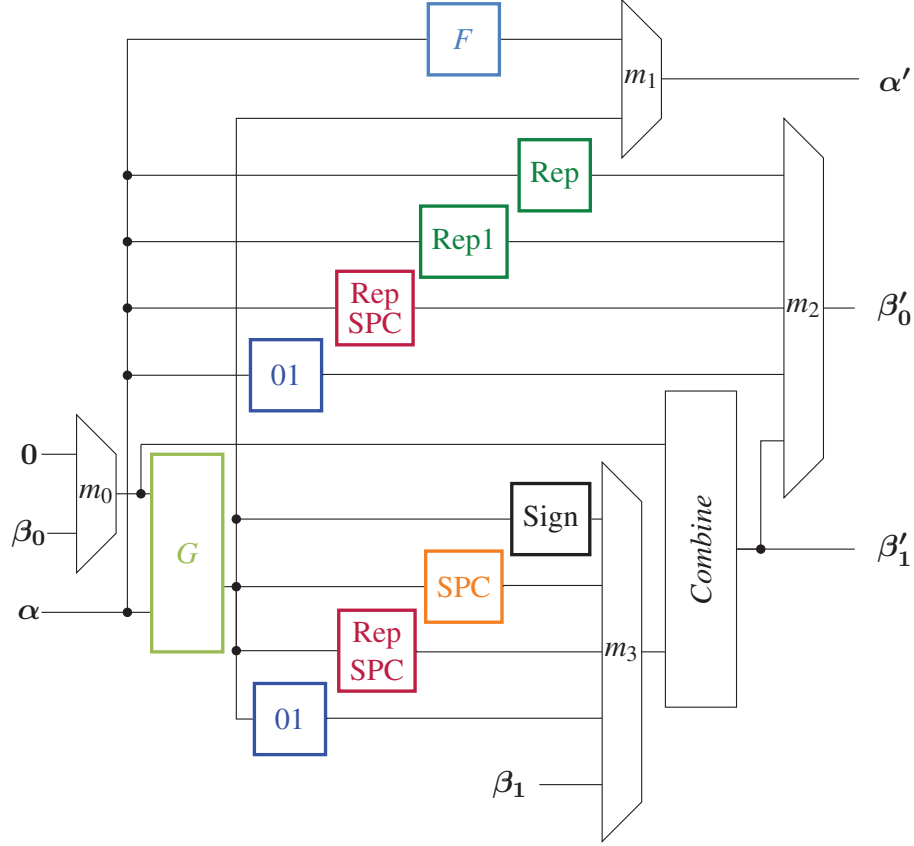 F
m₁
α′
Rep
Rep1
Rep
SPC
m₂
β′₀
01
0
m₀
β₀
G
Sign
Combine
β′₁
α
SPC
Rep
SPC
m₃
01
β₁